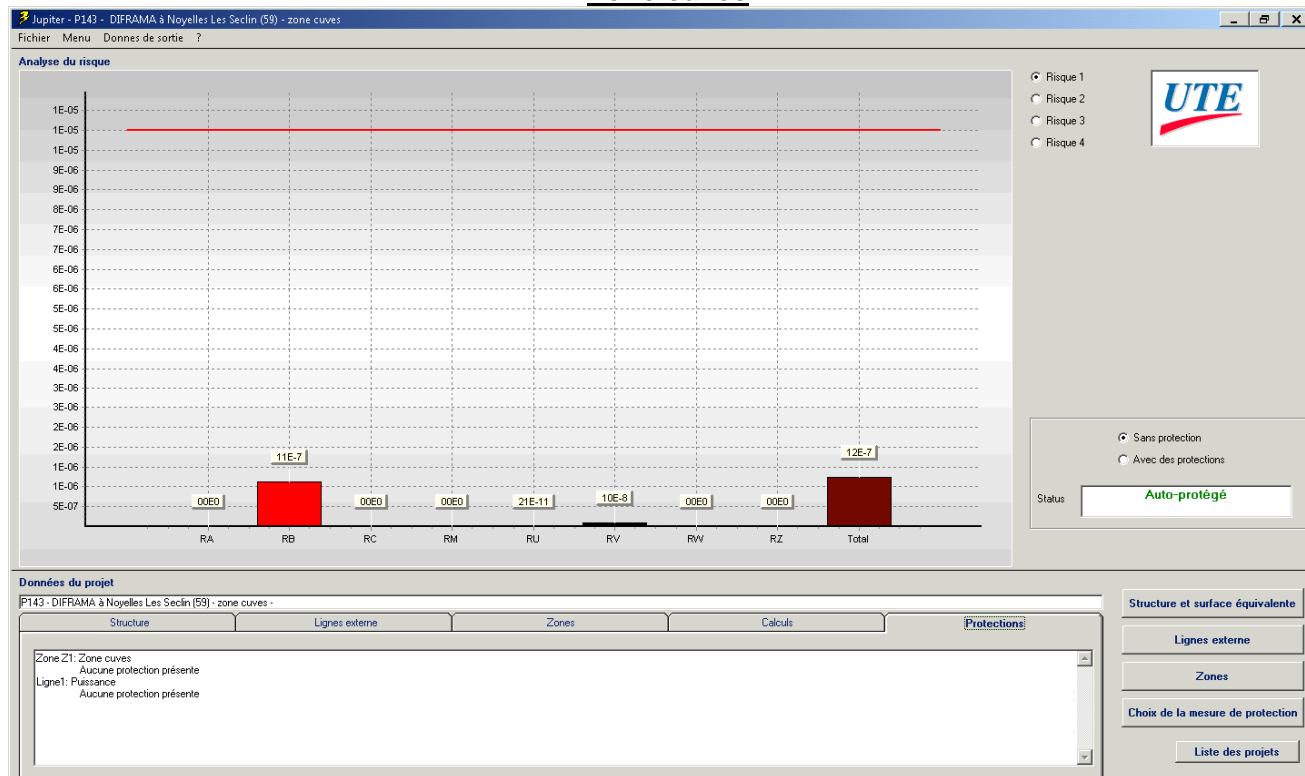 Jupiter - P143 - DIFRAMA à Noyelles Les Seclin (59) - zone cuves
Fichier Menu Donnes de sortie ?
Analyse du risque
1E-05
1E-05
1E-05
9E-06
9E-06
8E-06
7E-06
7E-06
6E-06
6E-06
5E-06
5E-06
4E-06
4E-06
3E-06
3E-06
2E-06
2E-06
1E-06
1E-06
5E-07
00E0
11E-7
00E0
00E0
21E-11
10E-8
00E0
00E0
12E-7
RA RB RC RM RU RV RW RZ Total
Risque 1
Risque 2
Risque 3
Risque 4
UTE
Sans protection
Avec des protections
Status Auto-protégé
Données du projet
P143 - DIFRAMA à Noyelles Les Seclin (59) - zone cuves -
Structure Lignes externe Zones Calculs Protections
Zone Z1: Zone cuves
Aucune protection présente
Ligne1: Puissance
Aucune protection présente
Structure et surface équivalente
Lignes externe
Zones
Choix de la mesure de protection
Liste des projets